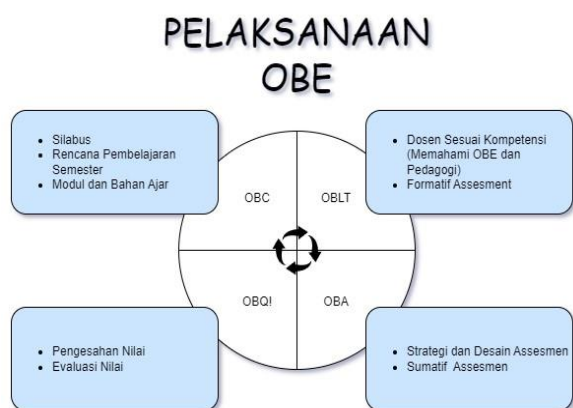 PELAKSANAAN
OBE
Silabus
Rencana Pembelajaran
Semester
Modul dan Bahan Ajar
Dosen Sesuai Kompetensi
(Memahami OBE dan
Pedagogi)
Formatif Assesment
OBC
OBLT
OBQ!
OBA
Pengesahan Nilai
Evaluasi Nilai
Strategi dan Desain Assesmen
Sumatif Assesmen